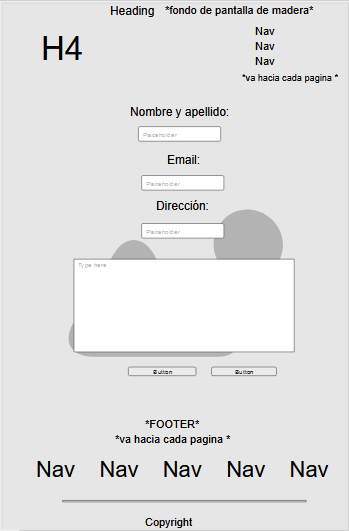 Heading *fondo de pantalla de madera*
H4
Nav
Nav
Nav
*va hacia cada pagina *
Nombre y apellido:
Placeholder
Email:
Placeholder
Dirección:
Placeholder
Type here
Button Button
*FOOTER*
*va hacia cada pagina *
Nav Nav Nav Nav Nav
Copyright